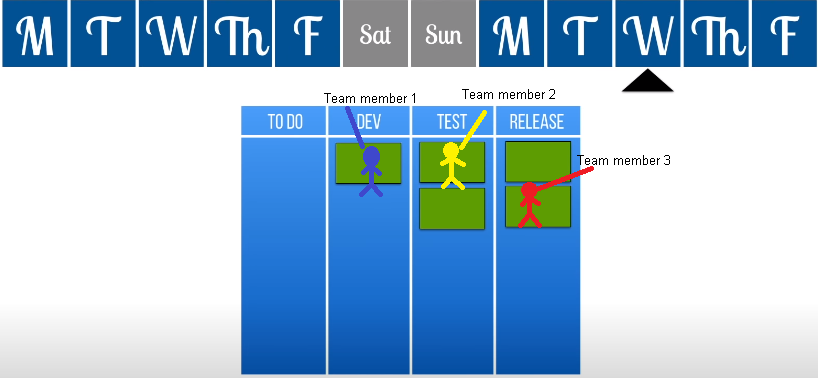 M T W Th F Sat Sun M T W Th F
Team member 1
Team member 2
TO DO DEV TEST RELEASE
Team member 3